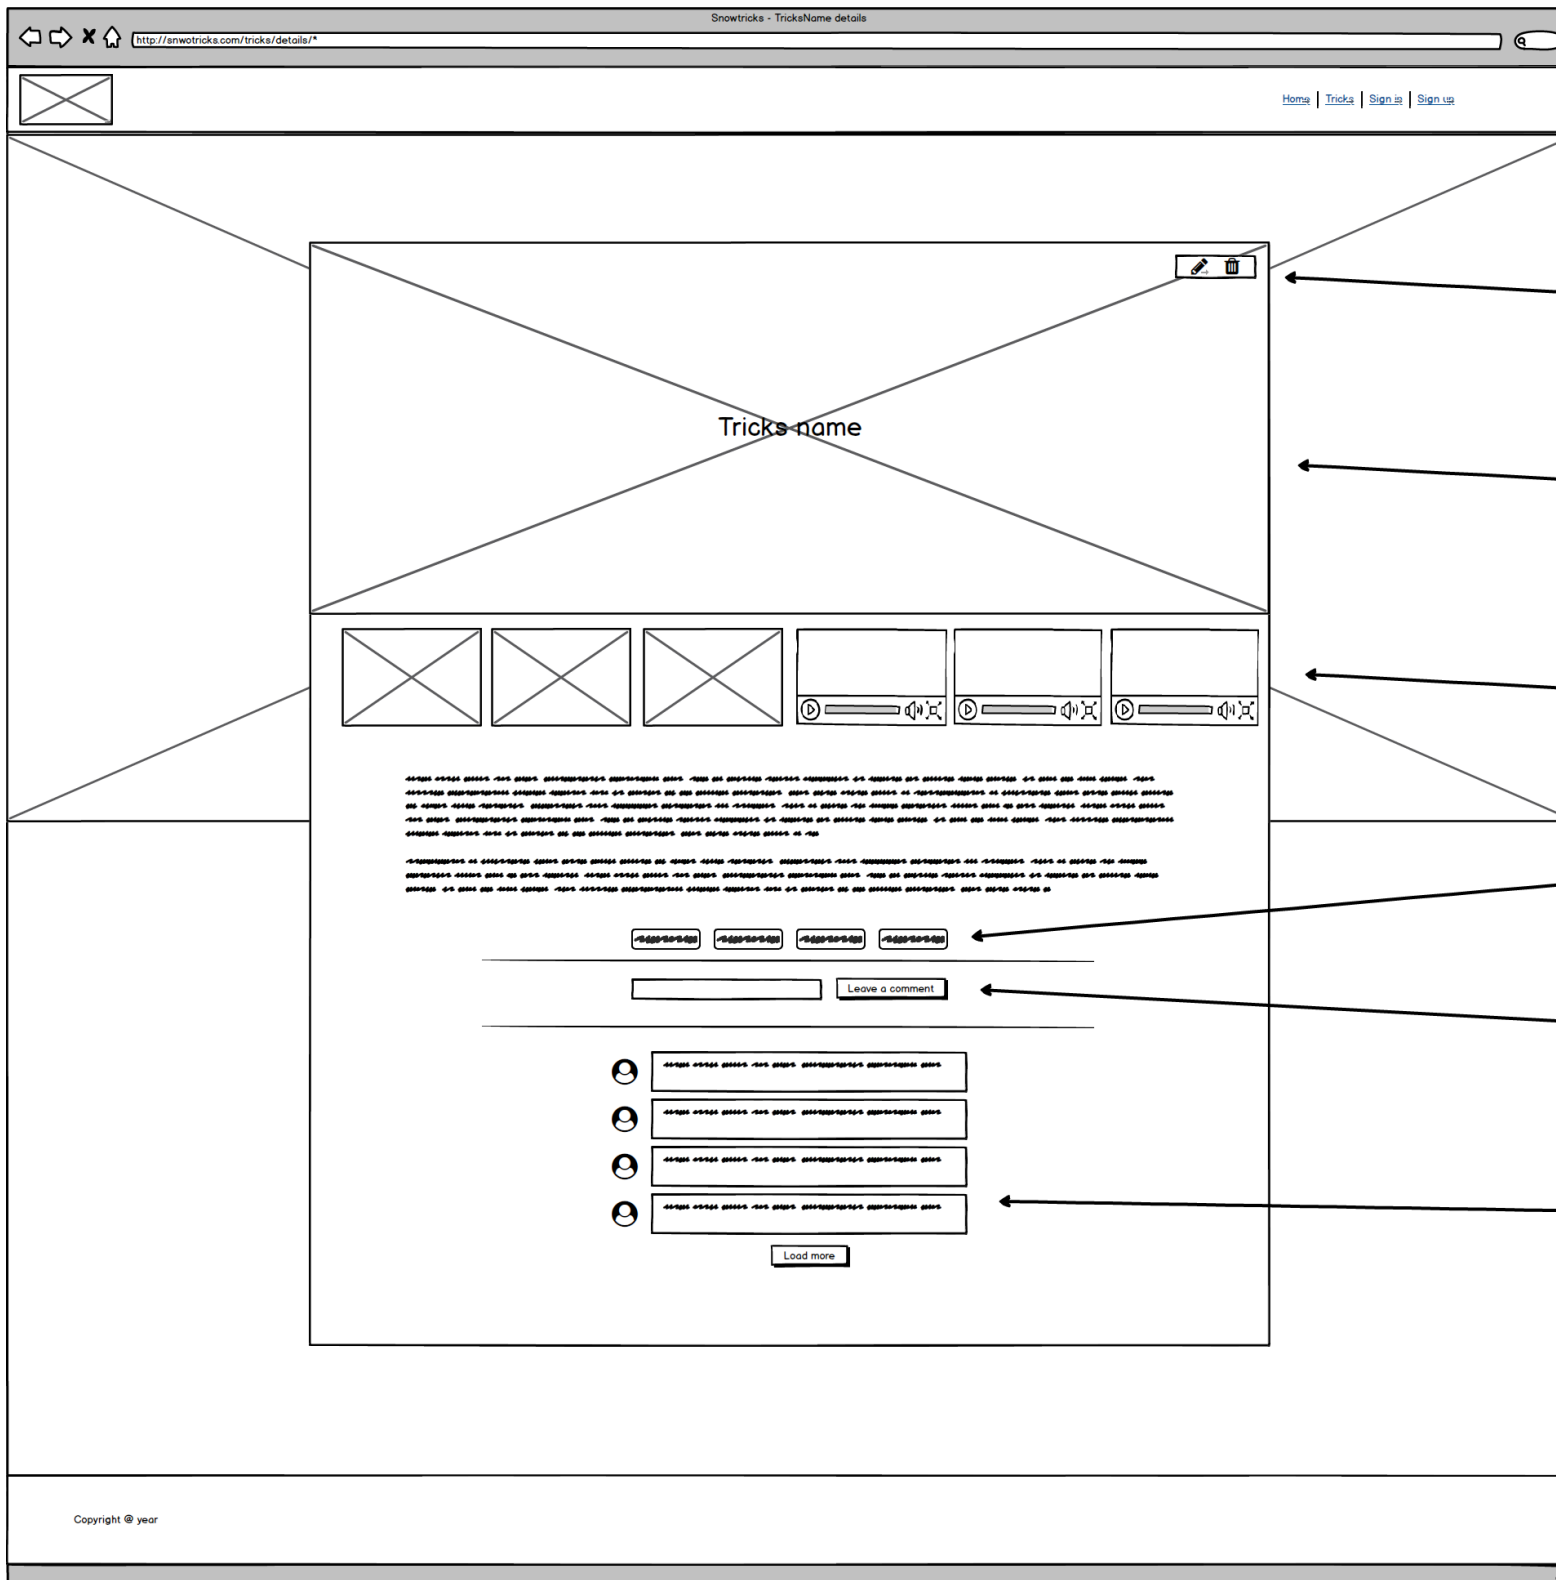 Snowtricks - TricksName details
http://snwotricks.com/tricks/details/*
Home | Tricks | Sign in | Sign up
Tricks name
Leave a comment
Load more
Copyright @ year